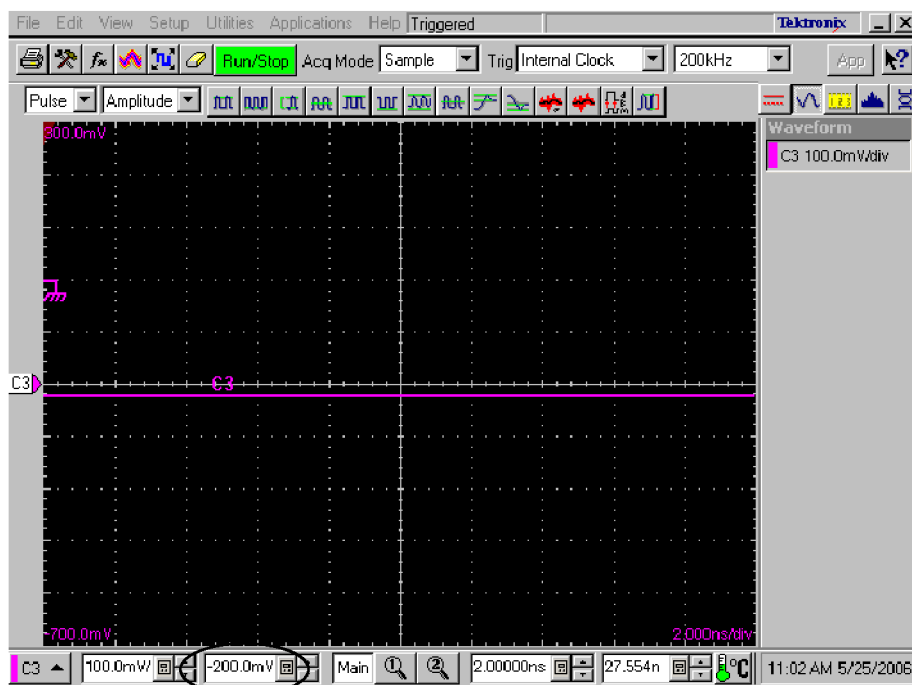 File Edit View Setup Utilities Applications Help Triggered Tektronix
Run/Stop Acq Mode Sample Trig Internal Clock 200kHz App
Pulse Amplitude
Waveform
C3 100.0mV/div
300.0mV
C3 C3
-700.0mV 2.000ns/div
C3 100.0mV/ -200.0mV Main 1 2 2.00000ns 27.554n °C 11:02 AM 5/25/2006